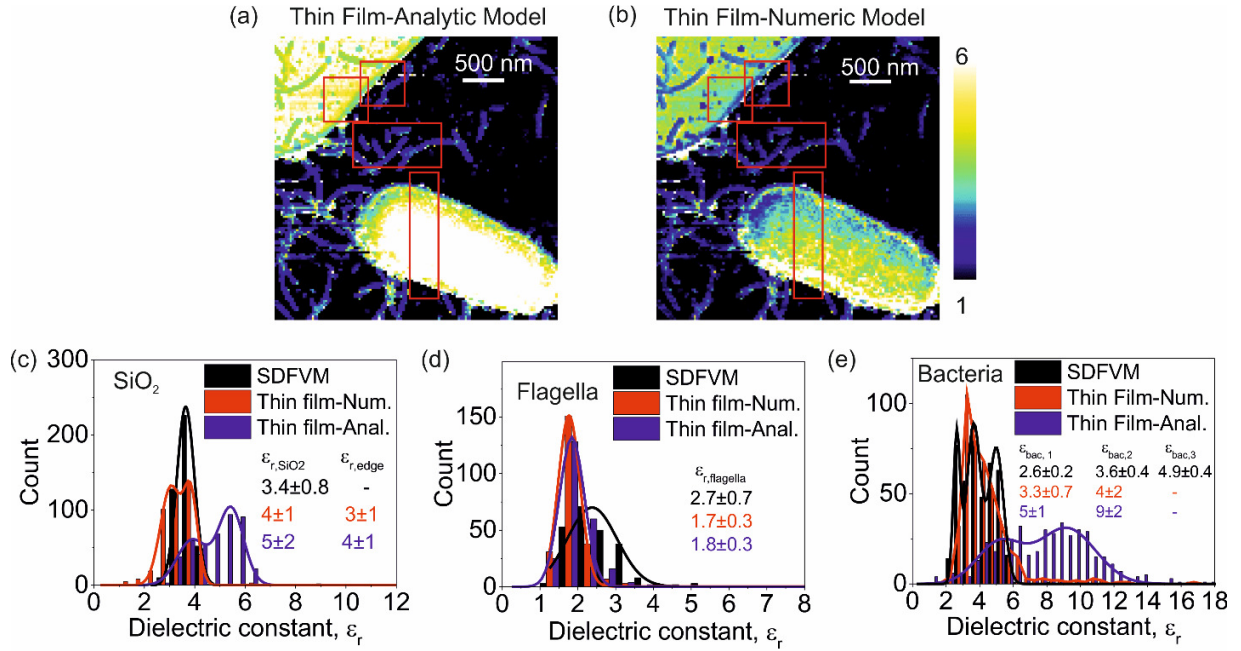 (a) Thin Film-Analytic Model
500 nm
(b) Thin Film-Numeric Model
500 nm
6
1
(c)
SiO₂
SDFVM
Thin film-Num.
Thin film-Anal.
εr,SiO2 εr,edge
3.4±0.8 -
4±1 3±1
5±2 4±1
300
200
100
0
Count
0 2 4 6 8 10 12
Dielectric constant, εr
(d)
Flagella
SDFVM
Thin film-Num.
Thin film-Anal.
εr,flagella
2.7±0.7
1.7±0.3
1.8±0.3
200
150
100
50
0
Count
0 1 2 3 4 5 6 7 8
Dielectric constant, εr
(e)
Bacteria
SDFVM
Thin Film-Num.
Thin Film-Anal.
εbac, 1 εbac,2 εbac,3
2.6±0.2 3.6±0.4 4.9±0.4
3.3±0.7 4±2 -
5±1 9±2 -
100
50
0
Count
0 2 4 6 8 10 12 14 16 18
Dielectric constant, εr